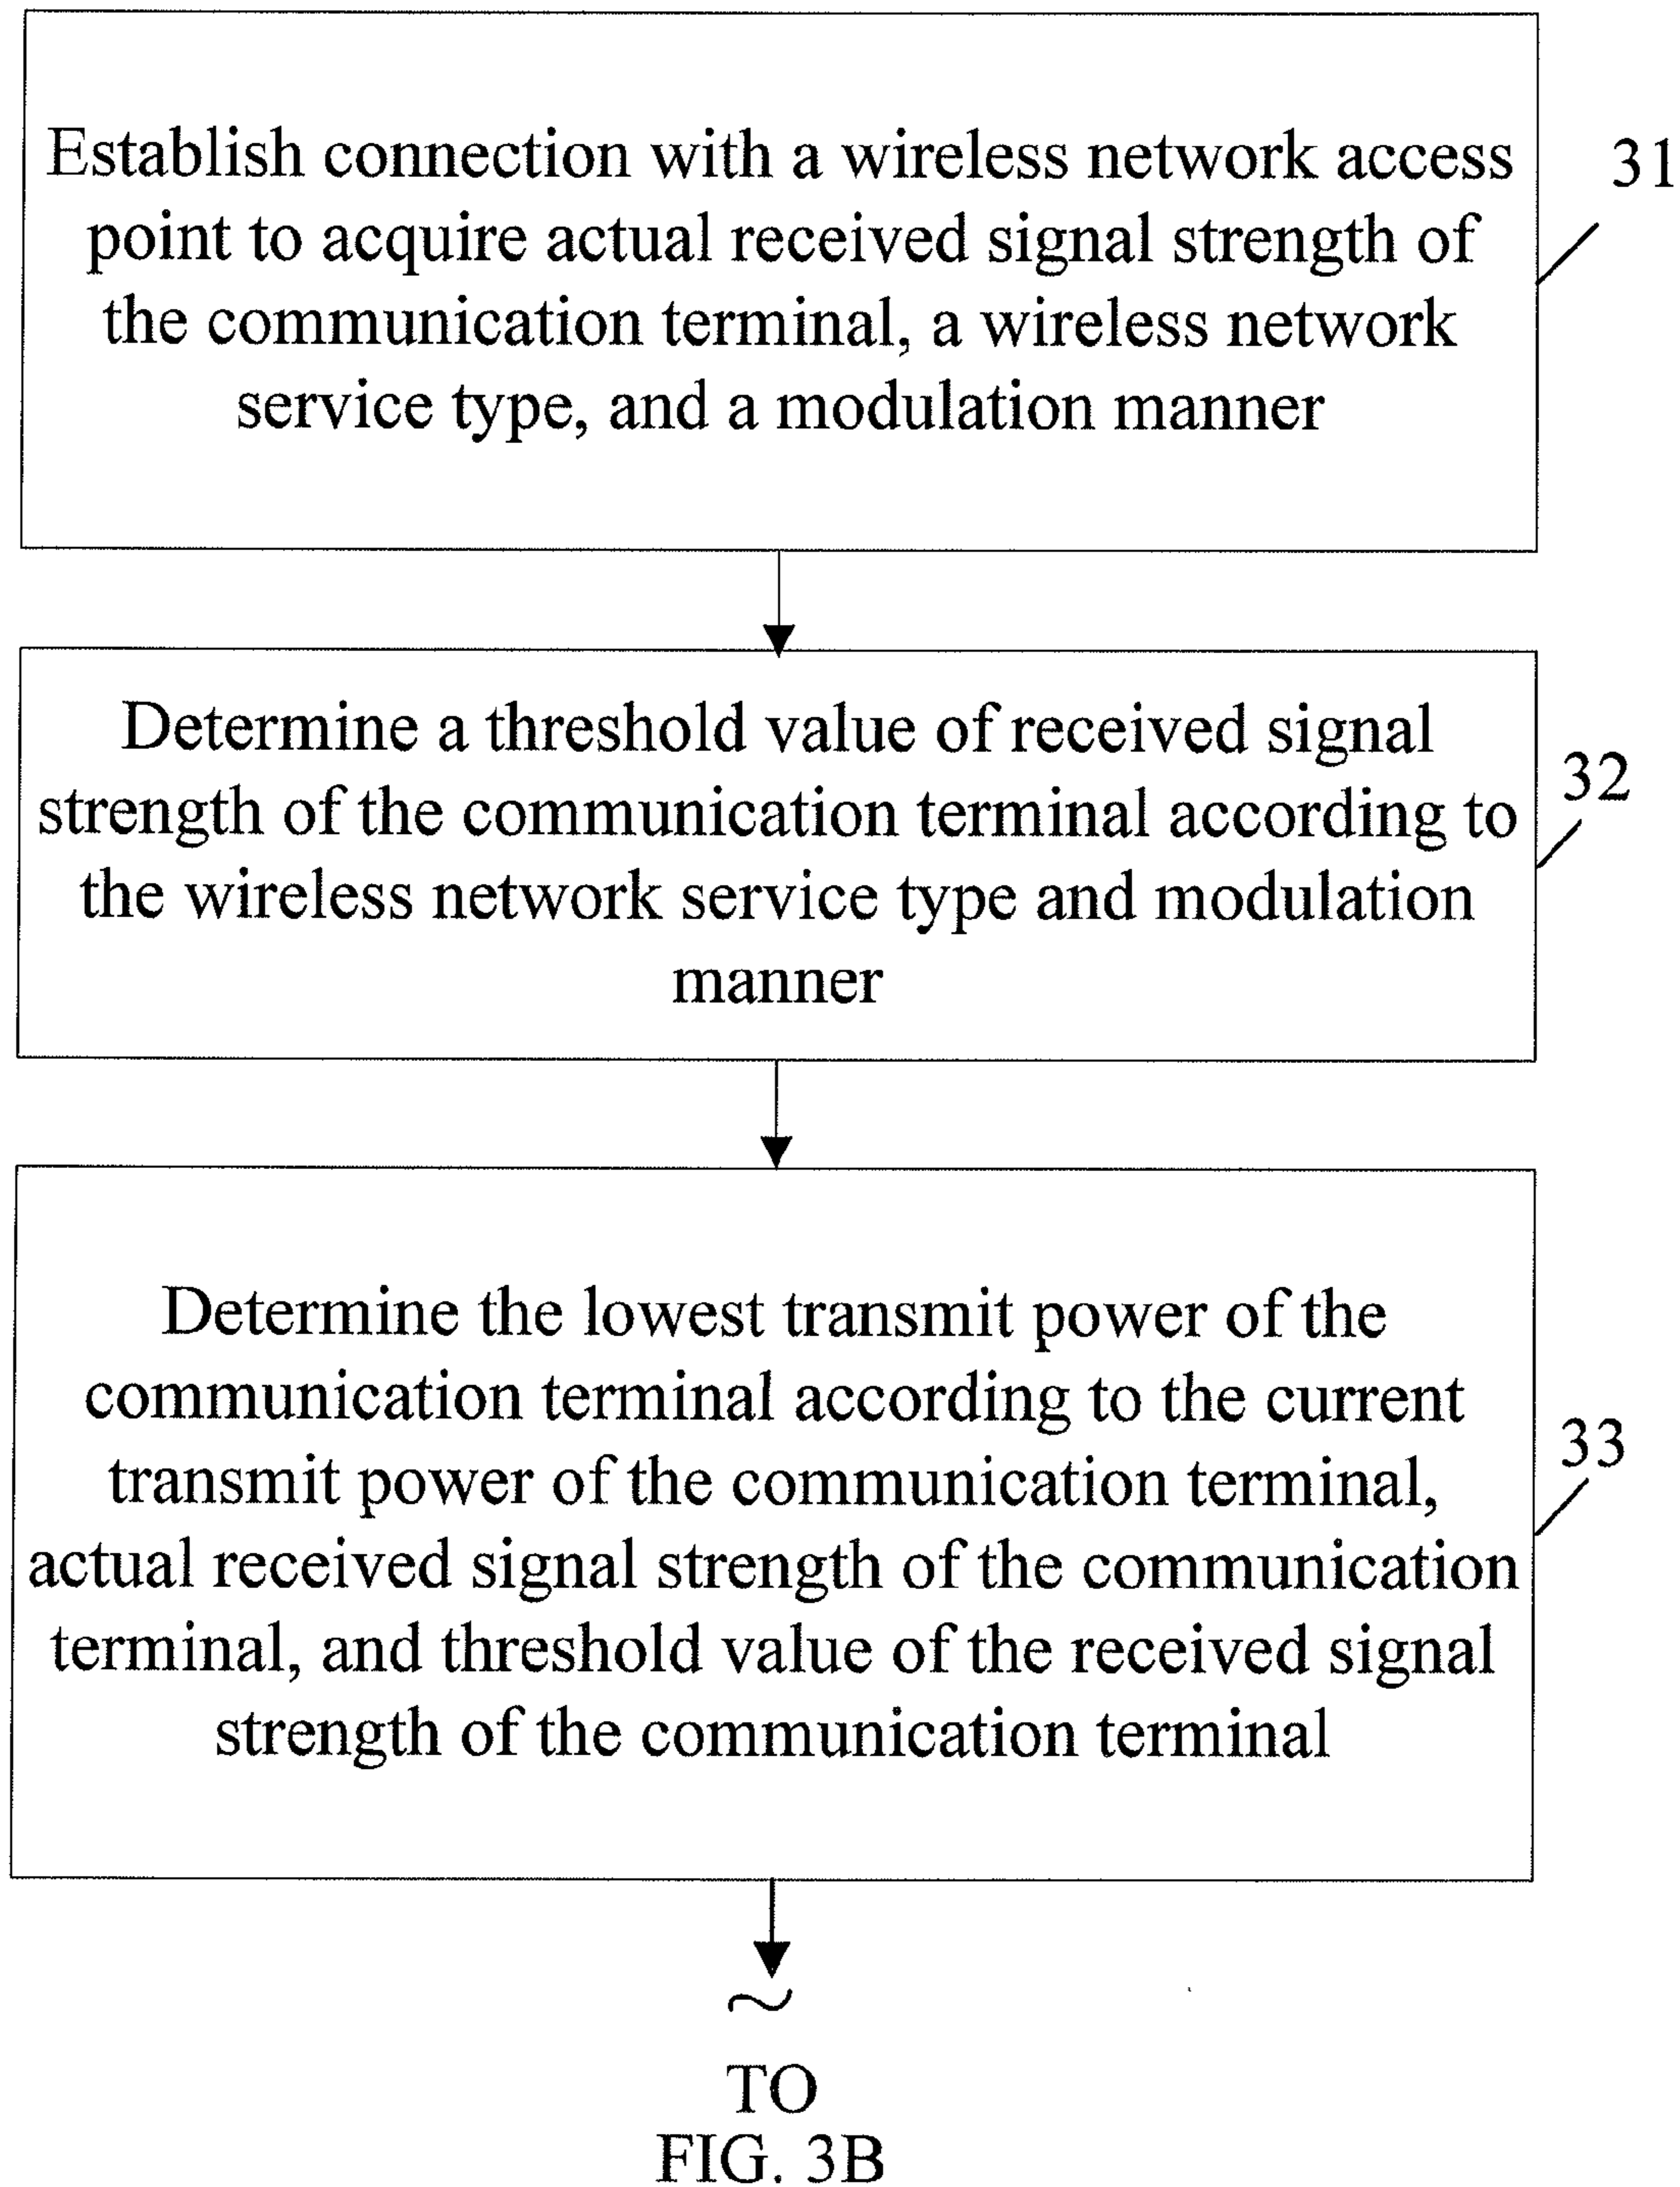 Establish connection with a wireless network access
point to acquire actual received signal strength of
the communication terminal, a wireless network
service type, and a modulation manner
31
Determine a threshold value of received signal
strength of the communication terminal according to
the wireless network service type and modulation
manner
32
Determine the lowest transmit power of the
communication terminal according to the current
transmit power of the communication terminal,
actual received signal strength of the communication
terminal, and threshold value of the received signal
strength of the communication terminal
33
TO
FIG. 3B